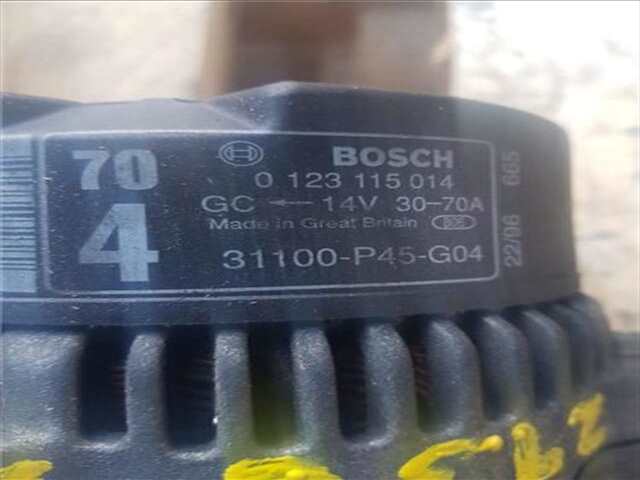 70
4
BOSCH
0 123 115 014
GC ← 14V 30-70A
Made in Great Britain
31100-P45-G04
22/96 665